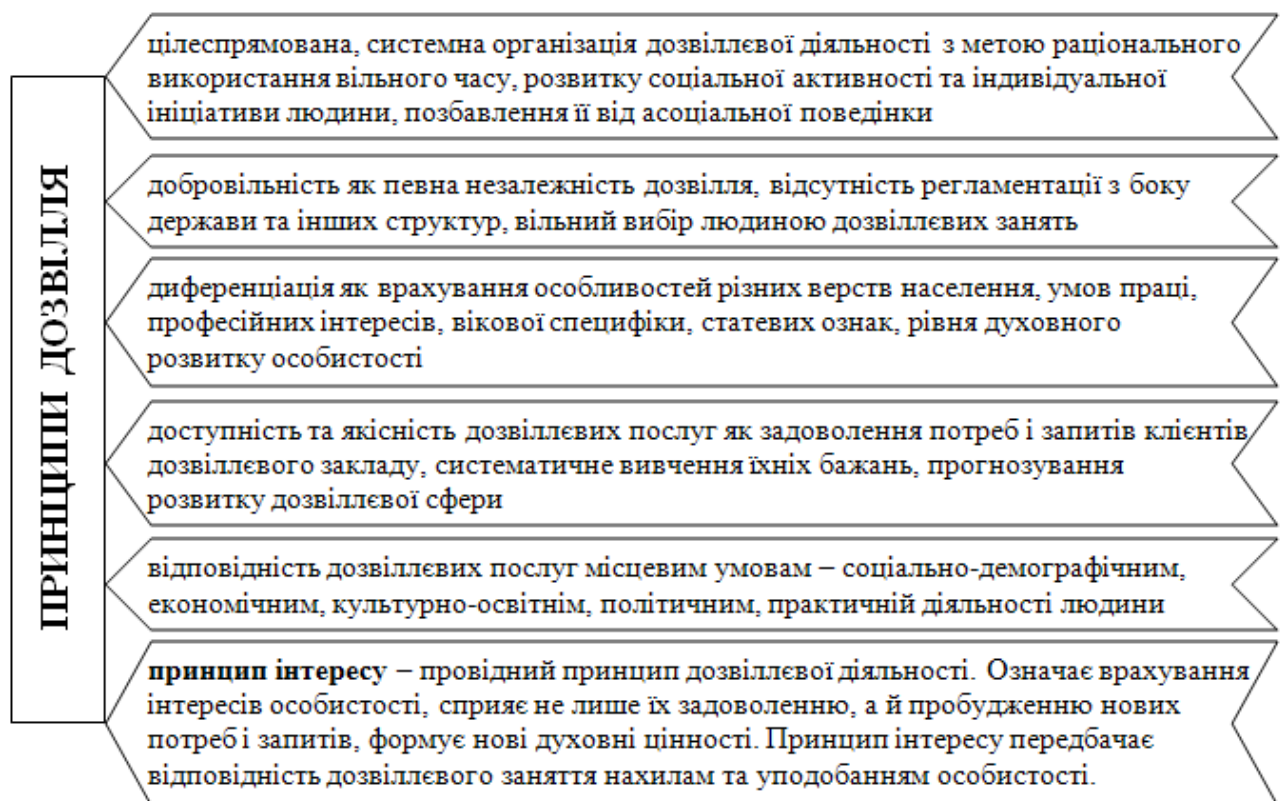 ПРИНЦИПИ ДОЗВІЛЛЯ
цілеспрямована, системна організація дозвіллєвої діяльності з метою раціонального
використання вільного часу, розвитку соціальної активності та індивідуальної
ініціативи людини, позбавлення її від асоціальної поведінки
добровільність як певна незалежність дозвілля, відсутність регламентації з боку
держави та інших структур, вільний вибір людиною дозвіллєвих занять
диференціація як врахування особливостей різних верств населення, умов праці,
професійних інтересів, вікової специфіки, статевих ознак, рівня духовного
розвитку особистості
доступність та якісність дозвіллєвих послуг як задоволення потреб і запитів клієнтів
дозвіллєвого закладу, систематичне вивчення їхніх бажань, прогнозування
розвитку дозвіллєвої сфери
відповідність дозвіллєвих послуг місцевим умовам – соціально-демографічним,
економічним, культурно-освітнім, політичним, практичній діяльності людини
принцип інтересу – провідний принцип дозвіллєвої діяльності. Означає врахування
інтересів особистості, сприяє не лише їх задоволенню, а й пробудженню нових
потреб і запитів, формує нові духовні цінності. Принцип інтересу передбачає
відповідність дозвіллєвого заняття нахилам та уподобанням особистості.